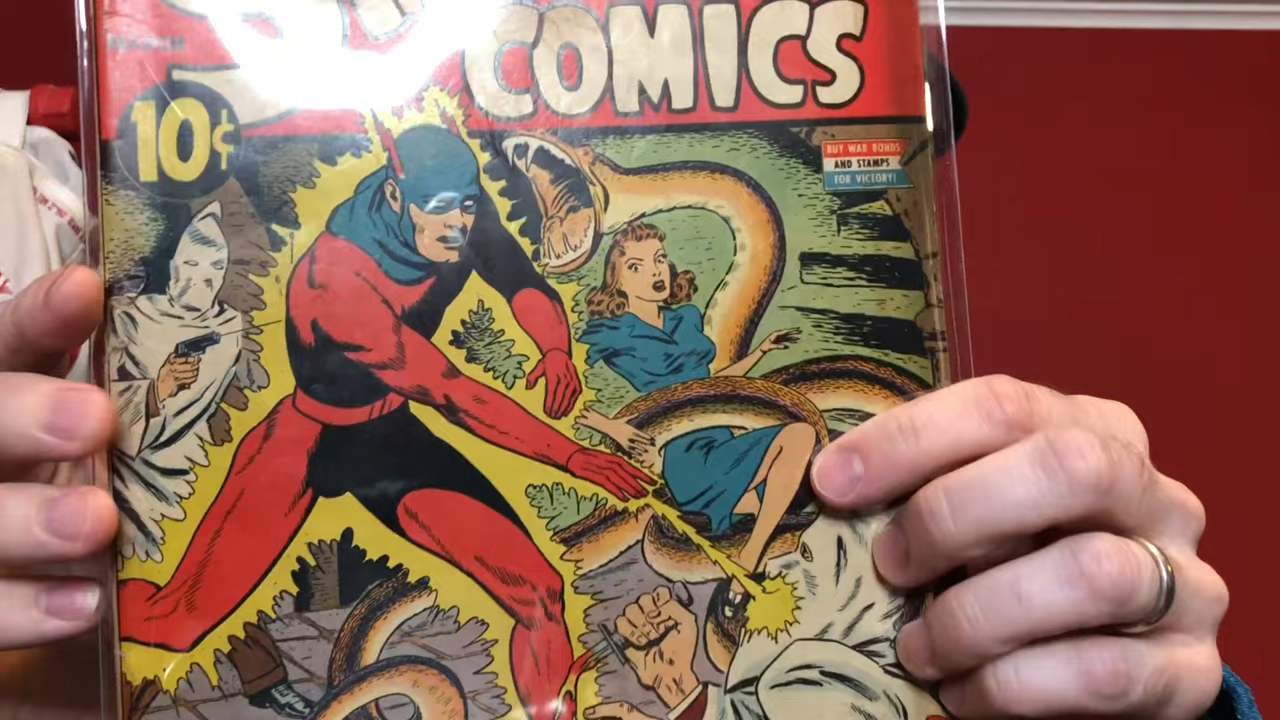 COMICS
10¢
BUY WAR BONDS
AND STAMPS
FOR VICTORY!